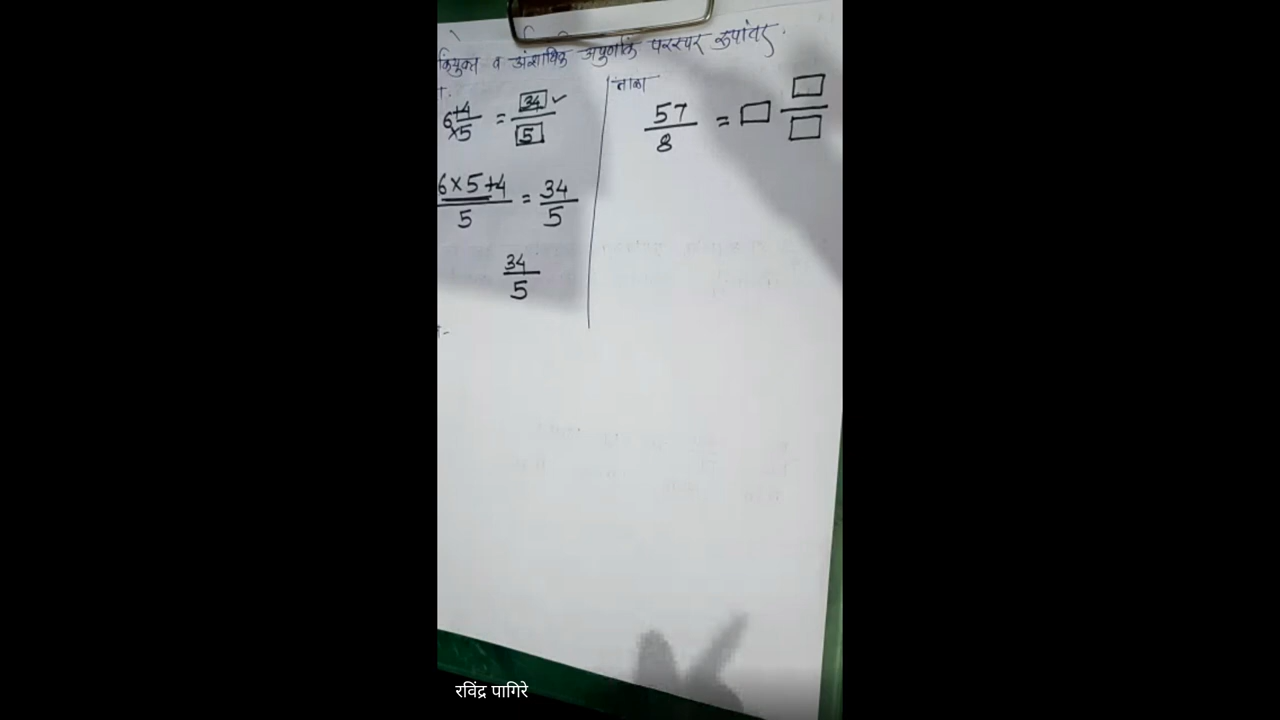 व अंशाधिक अपुर्णांक परस्पर रुपांतर.
6 +4/×5 = 34/5 ✓
6×5+4/5 = 34/5
34/5
57/8 = □ □/□
रविंद्र पागिरे